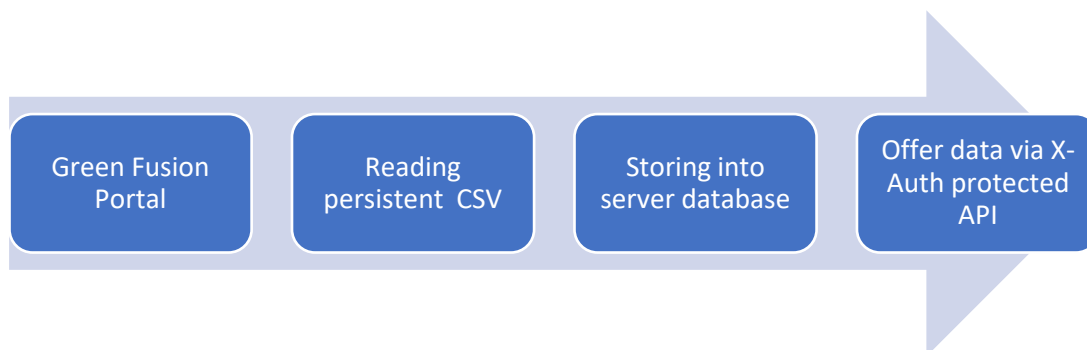 Green Fusion
Portal
Reading
persistent  CSV
Storing into
server database
Offer data via X-
Auth protected
API